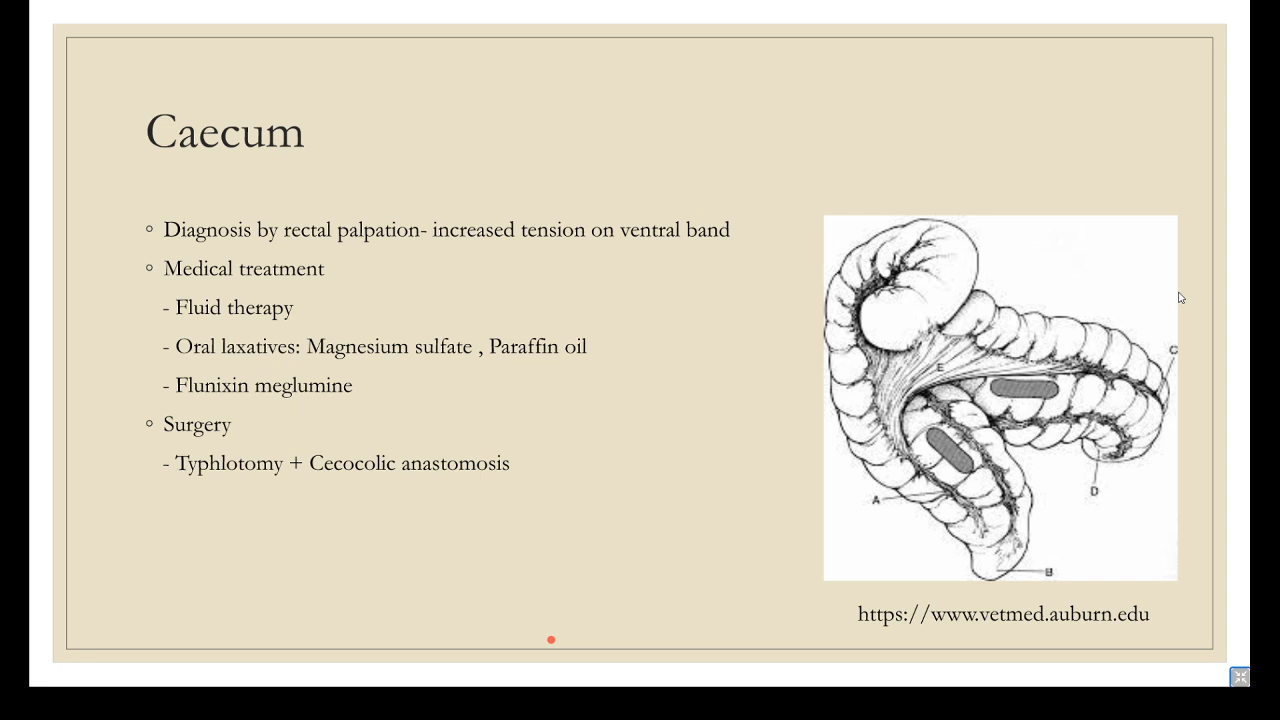 Caecum
◦ Diagnosis by rectal palpation- increased tension on ventral band
◦ Medical treatment
- Fluid therapy
- Oral laxatives: Magnesium sulfate , Paraffin oil
- Flunixin meglumine
◦ Surgery
- Typhlotomy + Cecocolic anastomosis
C
E
D
A
B
https://www.vetmed.auburn.edu